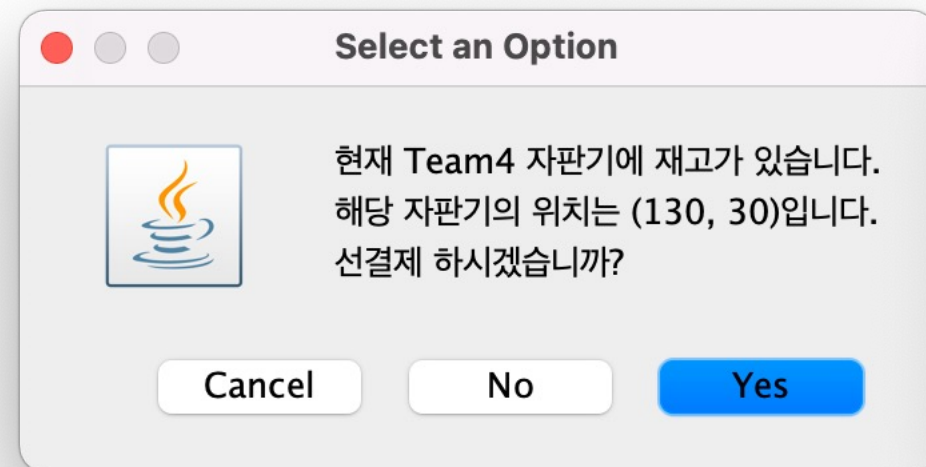 Select an Option
현재 Team4 자판기에 재고가 있습니다.
해당 자판기의 위치는 (130, 30)입니다.
선결제 하시겠습니까?
Cancel No Yes